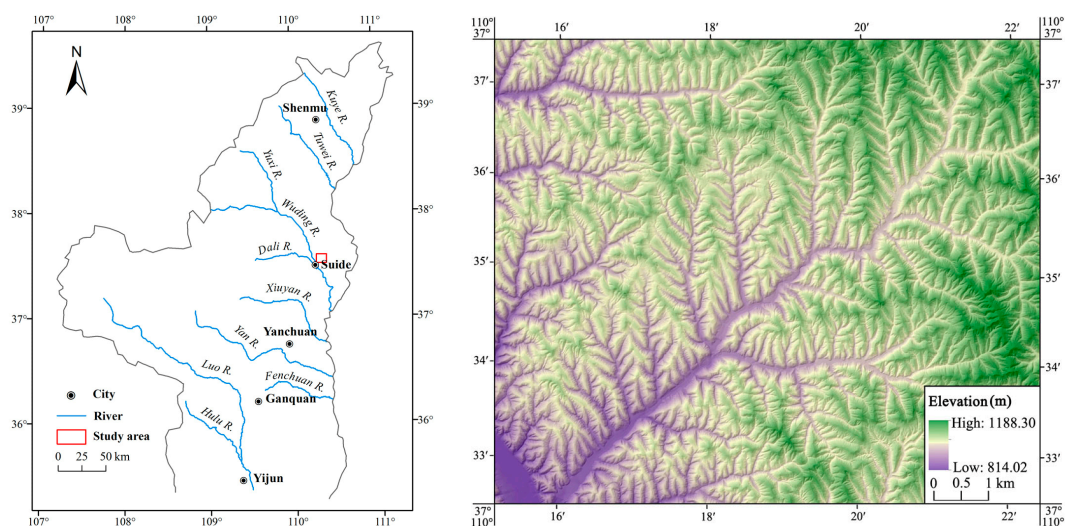 107°
108°
109°
110°
111°
N
39°
38°
37°
36°
39°
38°
37°
36°
Shenmu
Kuye R.
Tuwei R.
Yuxi R.
Wuding R.
Dali R.
Suide
Xiuyan R.
Yanchuan
Yan R.
Luo R.
Fenchuan R.
Ganquan
Hulu R.
Yijun
City
River
Study area
0 25 50 km
108°
109°
110°
111°
110°
37°
16′
18′
20′
22′
110°
37°
37′
36′
35′
34′
33′
37′
36′
35′
34′
33′
Elevation (m)
High: 1188.30
Low: 814.02
0 0.5 1 km
37°
110°
16′
18′
20′
22′
37°
110°